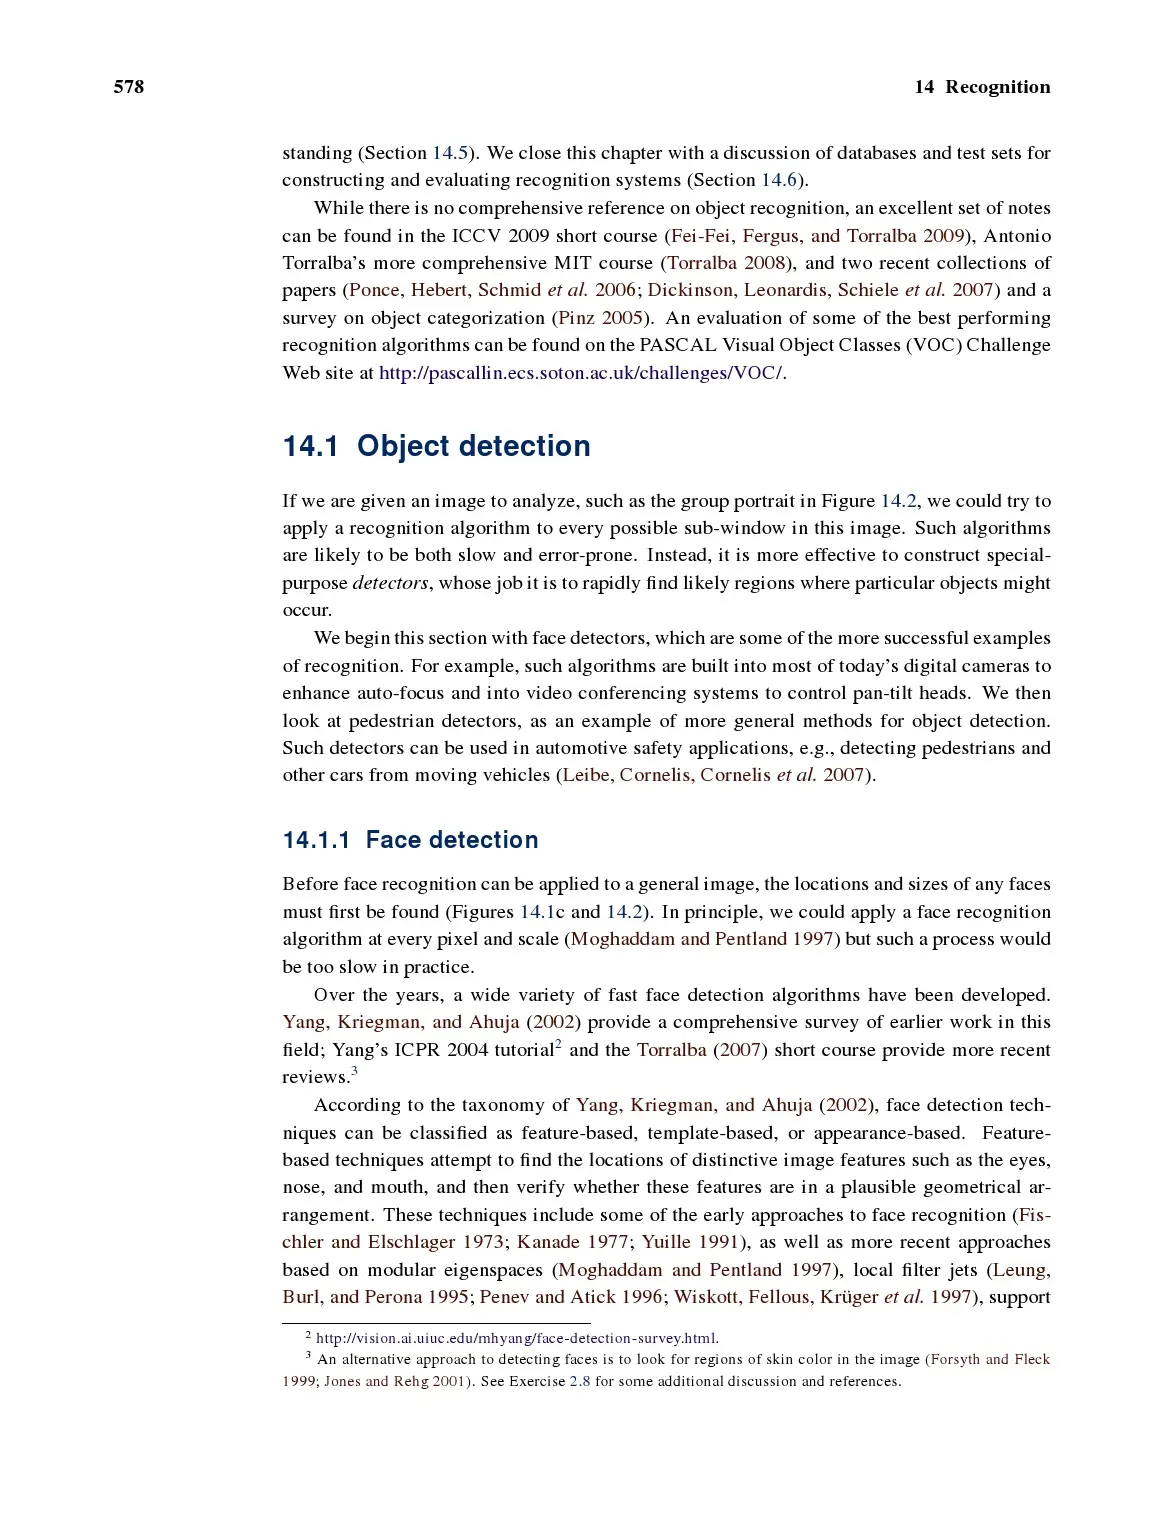 578
14 Recognition
standing (Section 14.5). We close this chapter with a discussion of databases and test sets for
constructing and evaluating recognition systems (Section 14.6).
While there is no comprehensive reference on object recognition, an excellent set of notes
can be found in the ICCV 2009 short course (Fei-Fei, Fergus, and Torralba 2009), Antonio
Torralba's more comprehensive MIT course (Torralba 2008), and two recent collections of
papers (Ponce, Hebert, Schmid et al. 2006; Dickinson, Leonardis, Schiele et al. 2007) and a
survey on object categorization (Pinz 2005). An evaluation of some of the best performing
recognition algorithms can be found on the PASCAL Visual Object Classes (VOC) Challenge
Web site at http://pascallin.ecs.soton.ac.uk/challenges/VOC/.
14.1 Object detection
If we are given an image to analyze, such as the group portrait in Figure 14.2, we could try to
apply a recognition algorithm to every possible sub-window in this image. Such algorithms
are likely to be both slow and error-prone. Instead, it is more effective to construct special-
purpose detectors, whose job it is to rapidly find likely regions where particular objects might
occur.
We begin this section with face detectors, which are some of the more successful examples
of recognition. For example, such algorithms are built into most of today's digital cameras to
enhance auto-focus and into video conferencing systems to control pan-tilt heads. We then
look at pedestrian detectors, as an example of more general methods for object detection.
Such detectors can be used in automotive safety applications, e.g., detecting pedestrians and
other cars from moving vehicles (Leibe, Cornelis, Cornelis et al. 2007).
14.1.1 Face detection
Before face recognition can be applied to a general image, the locations and sizes of any faces
must first be found (Figures 14.1c and 14.2). In principle, we could apply a face recognition
algorithm at every pixel and scale (Moghaddam and Pentland 1997) but such a process would
be too slow in practice.
Over the years, a wide variety of fast face detection algorithms have been developed.
Yang, Kriegman, and Ahuja (2002) provide a comprehensive survey of earlier work in this
field; Yang's ICPR 2004 tutorial² and the Torralba (2007) short course provide more recent
reviews.³
According to the taxonomy of Yang, Kriegman, and Ahuja (2002), face detection tech-
niques can be classified as feature-based, template-based, or appearance-based. Feature-
based techniques attempt to find the locations of distinctive image features such as the eyes,
nose, and mouth, and then verify whether these features are in a plausible geometrical ar-
rangement. These techniques include some of the early approaches to face recognition (Fis-
chler and Elschlager 1973; Kanade 1977; Yuille 1991), as well as more recent approaches
based on modular eigenspaces (Moghaddam and Pentland 1997), local filter jets (Leung,
Burl, and Perona 1995; Penev and Atick 1996; Wiskott, Fellous, Krüger et al. 1997), support
² http://vision.ai.uiuc.edu/mhyang/face-detection-survey.html.
³ An alternative approach to detecting faces is to look for regions of skin color in the image (Forsyth and Fleck
1999; Jones and Rehg 2001). See Exercise 2.8 for some additional discussion and references.